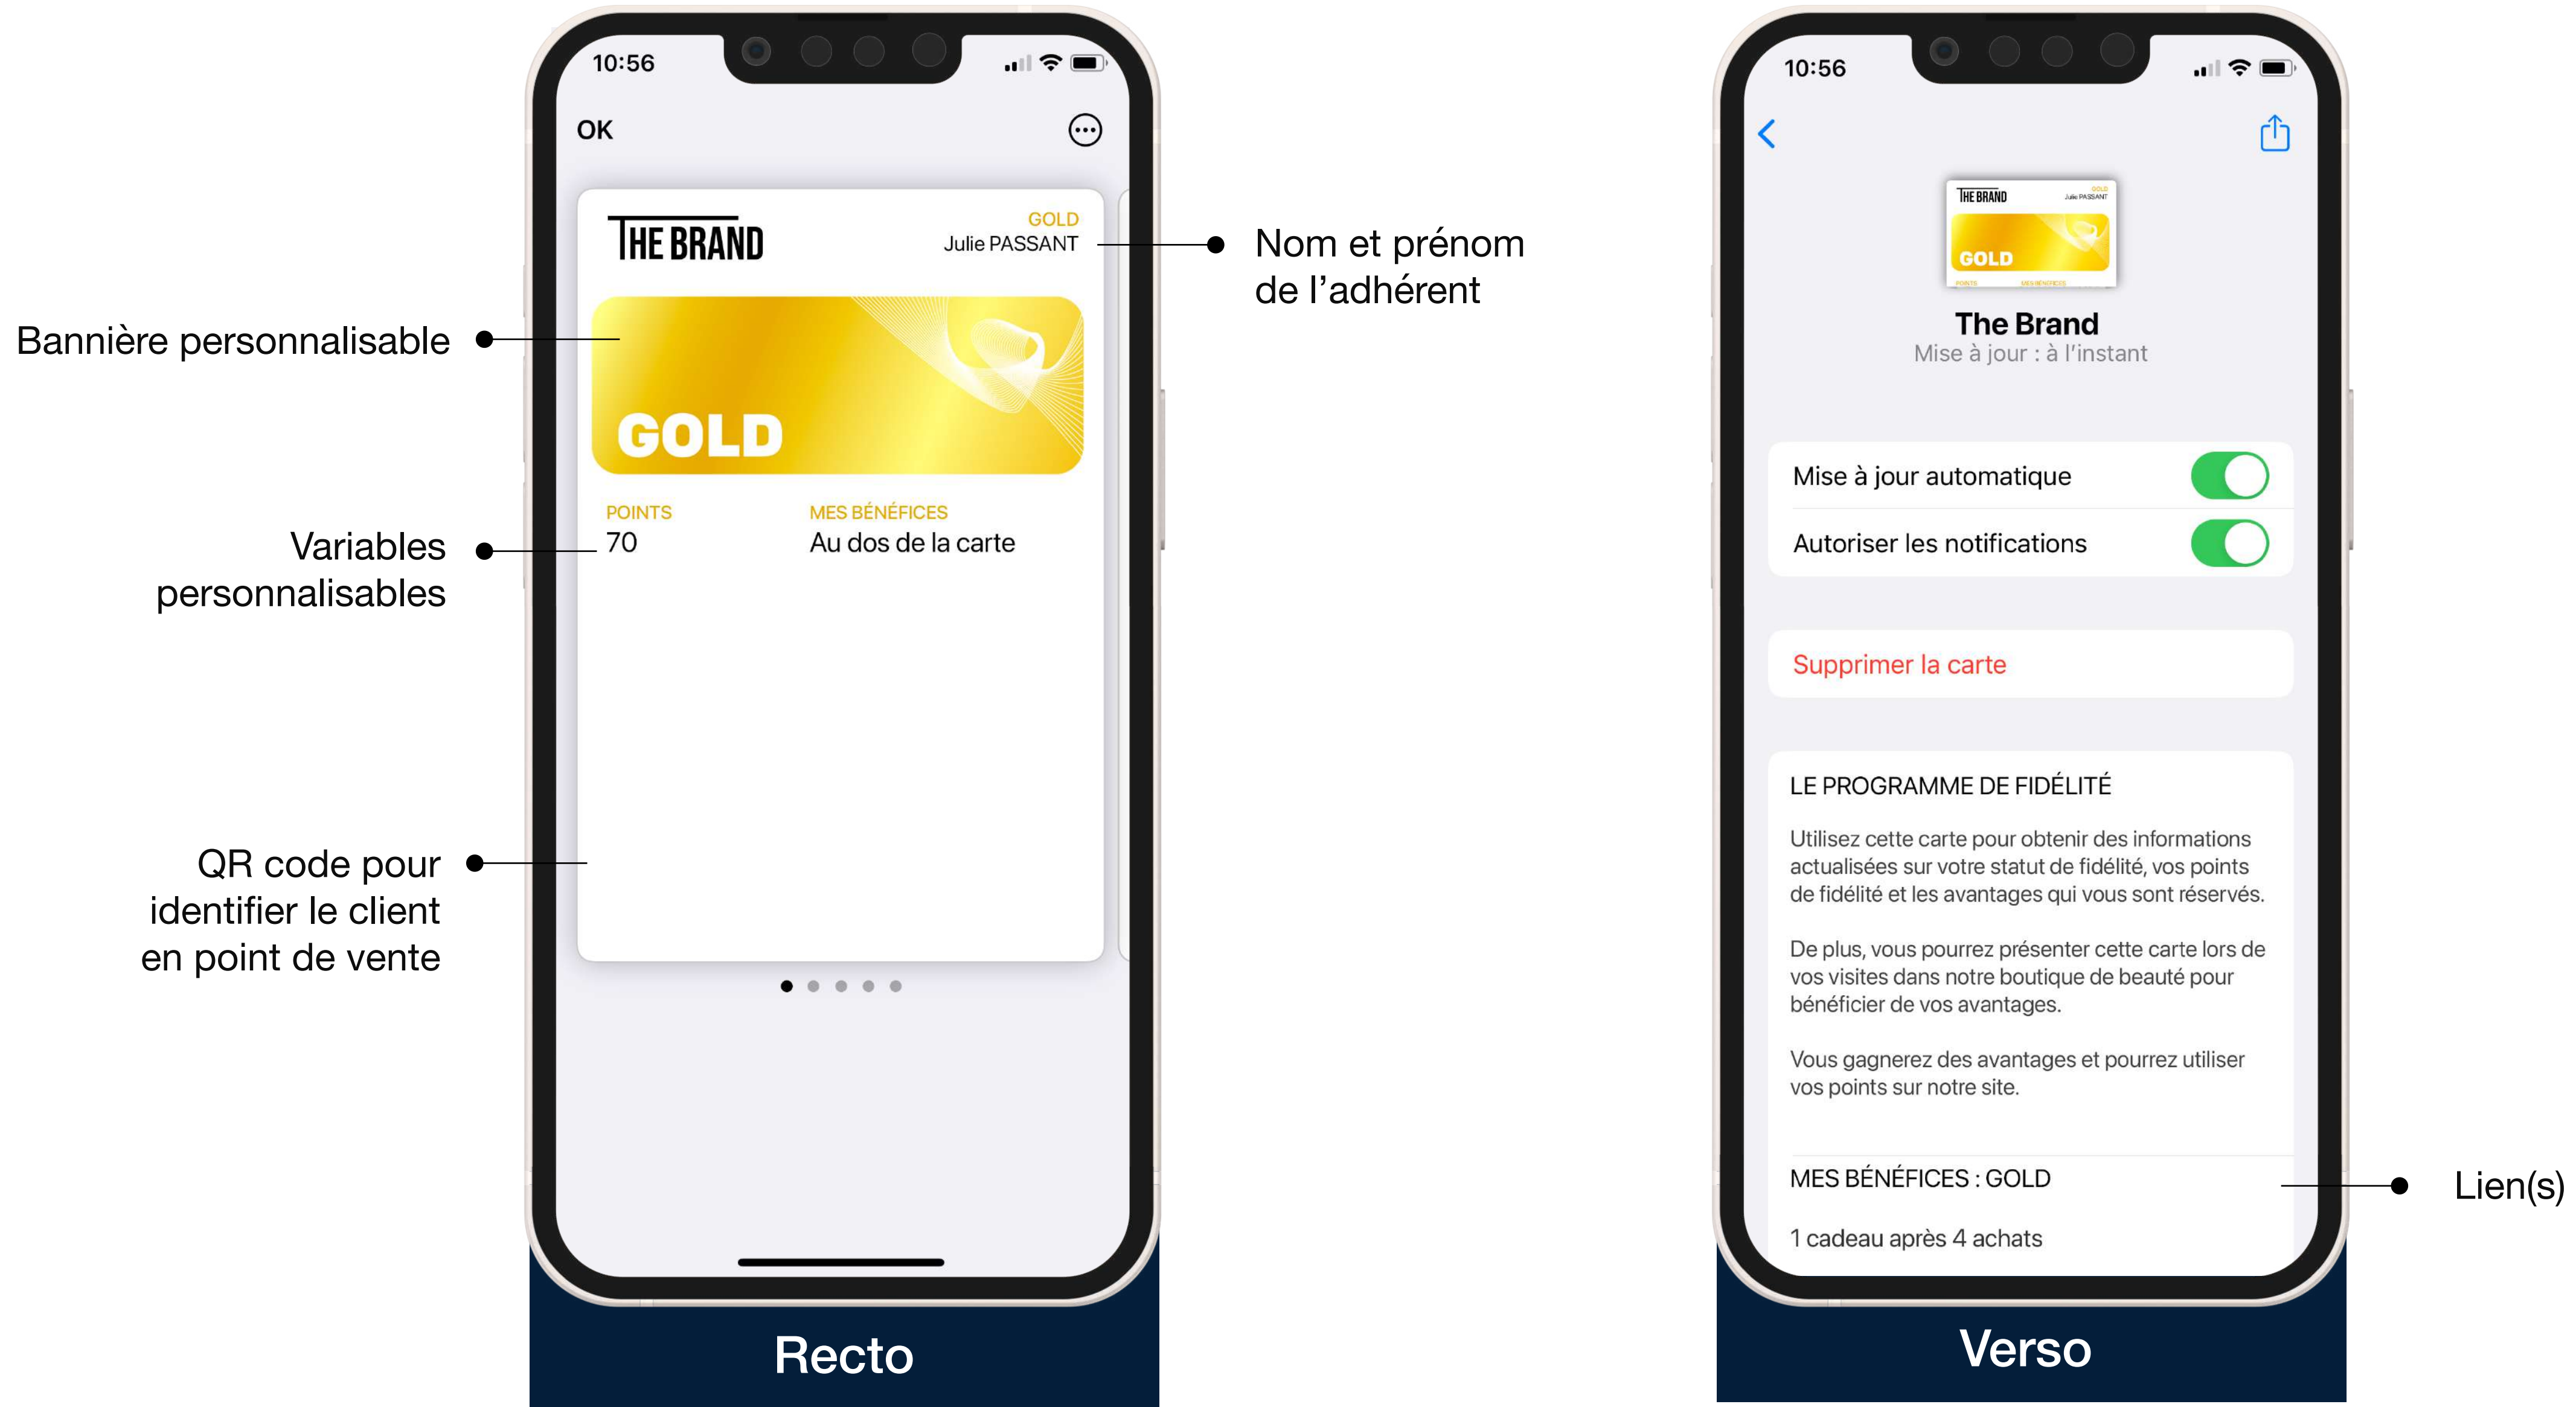 10:56
OK
THE BRAND
GOLD
Julie PASSANT
GOLD
POINTS
MES BÉNÉFICES
70
Au dos de la carte
Bannière personnalisable
Variables
personnalisables
QR code pour
identifier le client
en point de vente
Nom et prénom
de l'adhérent
Recto
10:56
THE BRAND
GOLD
Julie PASSANT
GOLD
POINTS
MES BÉNÉFICES
The Brand
Mise à jour : à l'instant
Mise à jour automatique
Autoriser les notifications
Supprimer la carte
LE PROGRAMME DE FIDÉLITÉ
Utilisez cette carte pour obtenir des informations
actualisées sur votre statut de fidélité, vos points
de fidélité et les avantages qui vous sont réservés.
De plus, vous pourrez présenter cette carte lors de
vos visites dans notre boutique de beauté pour
bénéficier de vos avantages.
Vous gagnerez des avantages et pourrez utiliser
vos points sur notre site.
MES BÉNÉFICES : GOLD
1 cadeau après 4 achats
Lien(s)
Verso